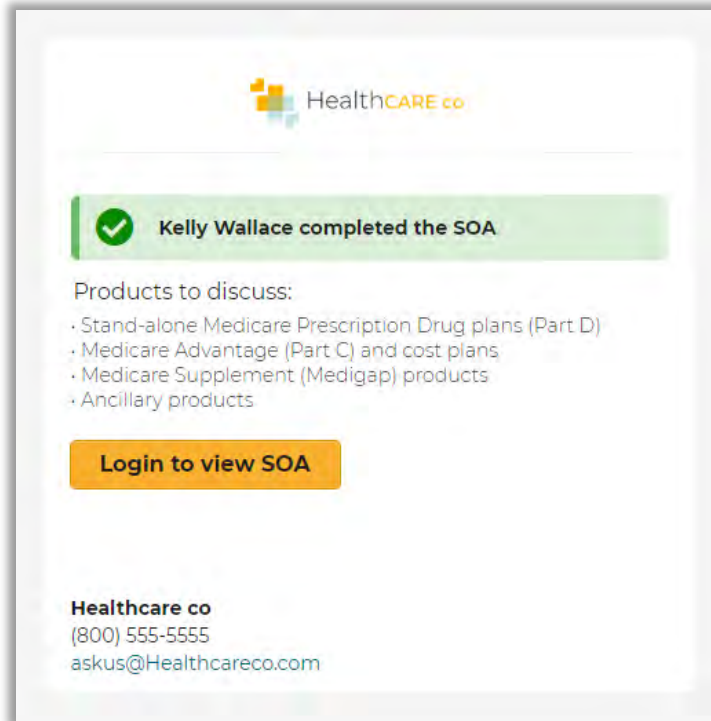 HealthCARE co
Kelly Wallace completed the SOA
Products to discuss:
· Stand-alone Medicare Prescription Drug plans (Part D)
· Medicare Advantage (Part C) and cost plans
· Medicare Supplement (Medigap) products
· Ancillary products
Login to view SOA
Healthcare co
(800) 555-5555
askus@Healthcareco.com